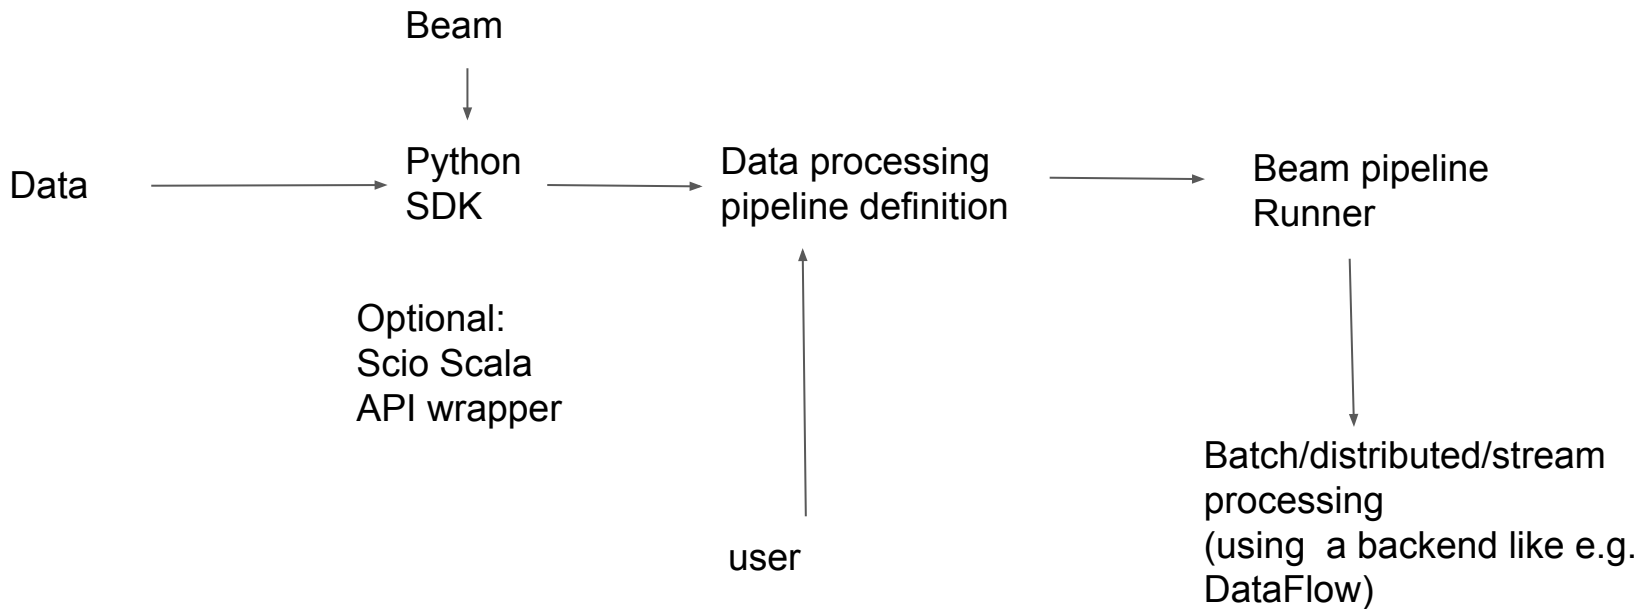 Beam
Data
Python
SDK
Data processing
pipeline definition
Beam pipeline
Runner
Optional:
Scio Scala
API wrapper
user
Batch/distributed/stream
processing
(using  a backend like e.g.
DataFlow)